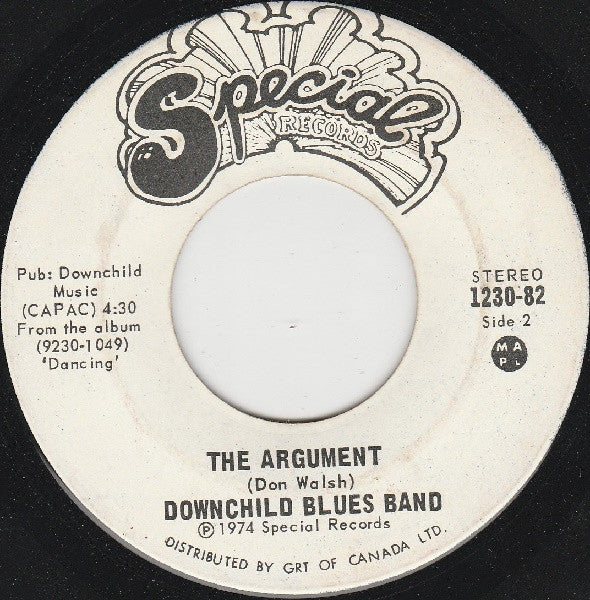 Special
RECORDS
Pub: Downchild
Music
(CAPAC) 4:30
From the album
(9230-1049)
'Dancing'
STEREO
1230-82
Side 2
M A
P L
THE ARGUMENT
(Don Walsh)
DOWNCHILD BLUES BAND
℗ 1974 Special Records
DISTRIBUTED BY GRT OF CANADA LTD.